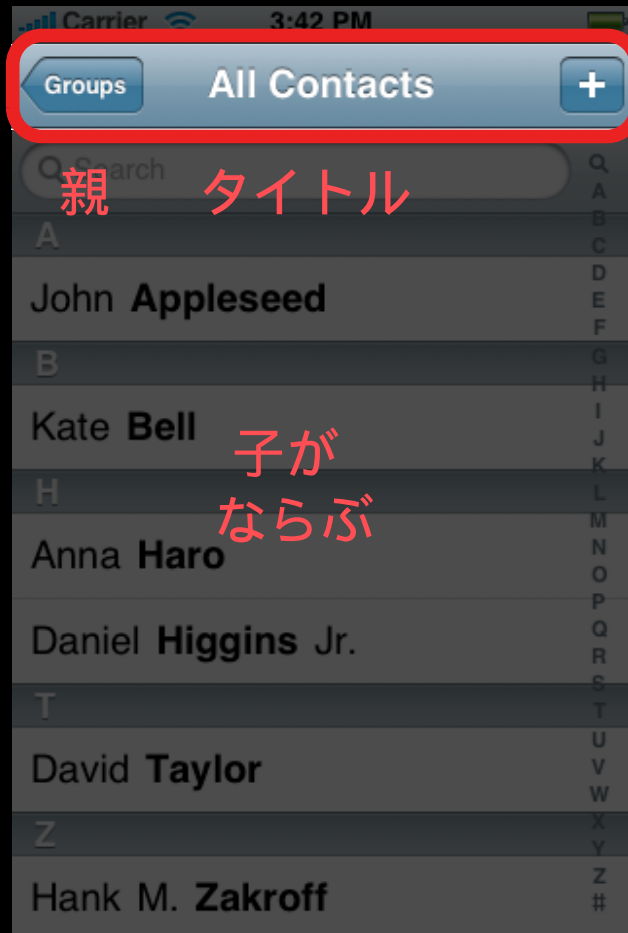 Carrier 3:42 PM
Groups All Contacts +
Search
親 タイトル
A
John Appleseed
B
Kate Bell
子が
ならぶ
H
Anna Haro
Daniel Higgins Jr.
T
David Taylor
Z
Hank M. Zakroff
A
B
C
D
E
F
G
H
I
J
K
L
M
N
O
P
Q
R
S
T
U
V
W
X
Y
Z
#